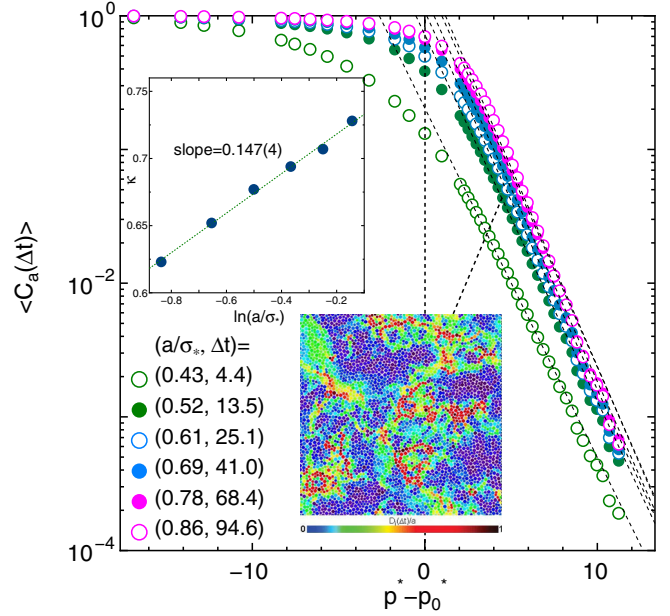 10⁰
<C_a(Δt)>
10⁻²
10⁻⁴
0.75
0.7
κ
0.65
0.6
slope=0.147(4)
−0.8 −0.6 −0.4 −0.2
ln(a/σ*)
(a/σ*, Δt)=
(0.43, 4.4)
(0.52, 13.5)
(0.61, 25.1)
(0.69, 41.0)
(0.78, 68.4)
(0.86, 94.6)
0 D_i(Δt)/a 1
−10 0 10
p*−p₀*